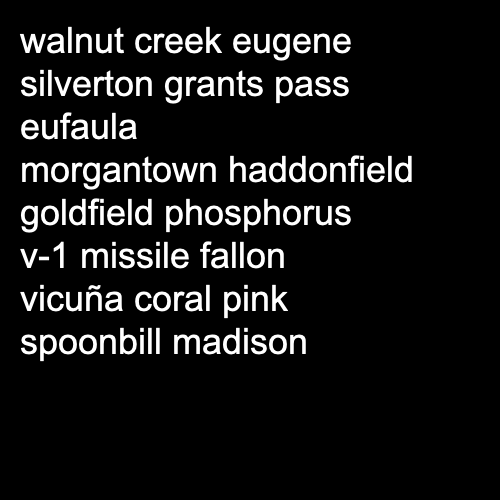 walnut creek eugene
silverton grants pass
eufaula
morgantown haddonfield
goldfield phosphorus
v-1 missile fallon
vicuña coral pink
spoonbill madison